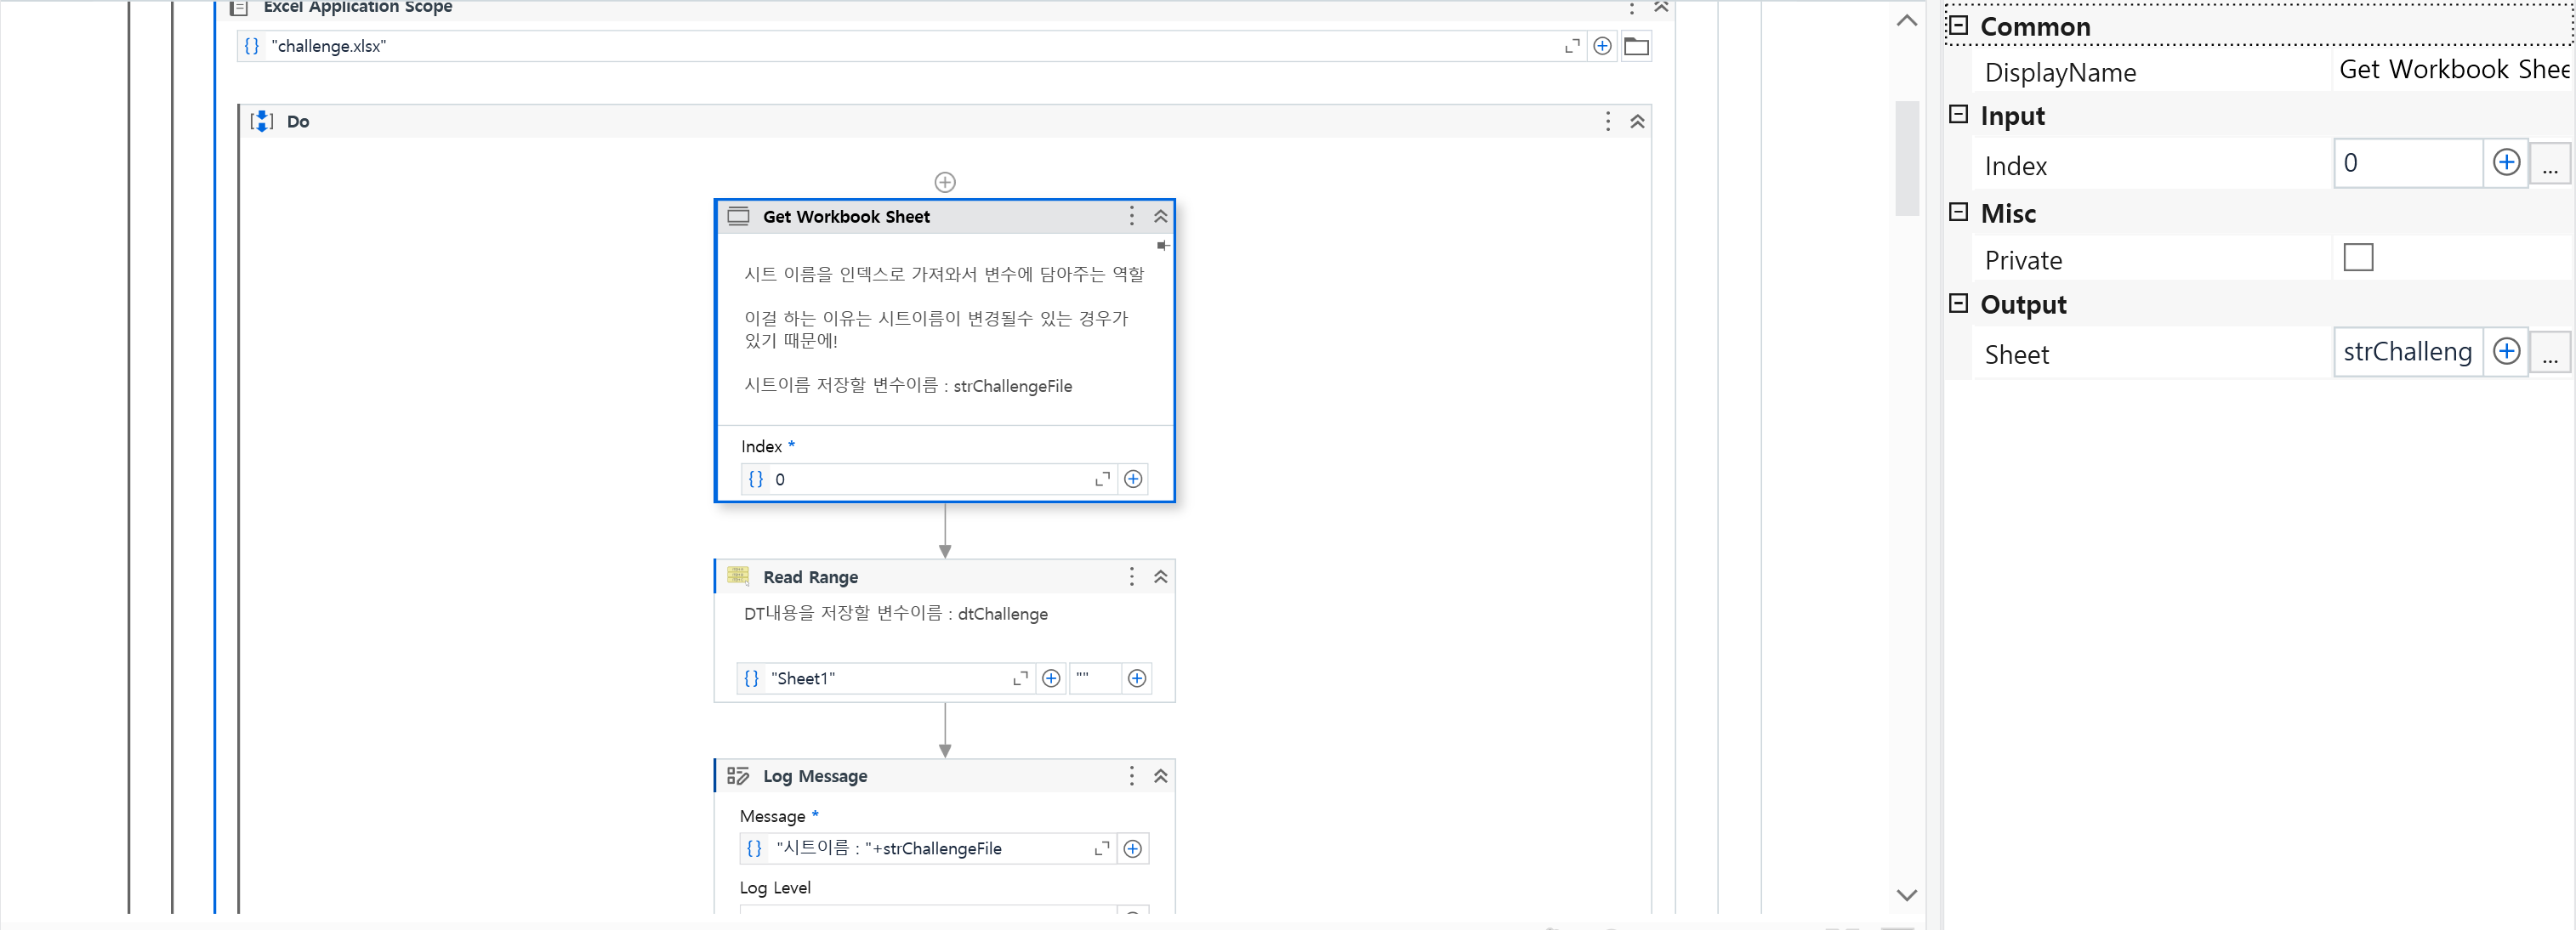 Excel Application Scope
{} "challenge.xlsx"
Do
Get Workbook Sheet
시트 이름을 인덱스로 가져와서 변수에 담아주는 역할
이걸 하는 이유는 시트이름이 변경될수 있는 경우가
있기 때문에!
시트이름 저장할 변수이름 : strChallengeFile
Index *
{} 0
Read Range
DT내용을 저장할 변수이름 : dtChallenge
{} "Sheet1" ""
Log Message
Message *
{} "시트이름 : "+strChallengeFile
Log Level
Common
DisplayName Get Workbook Shee
Input
Index 0 ...
Misc
Private
Output
Sheet strChalleng ...